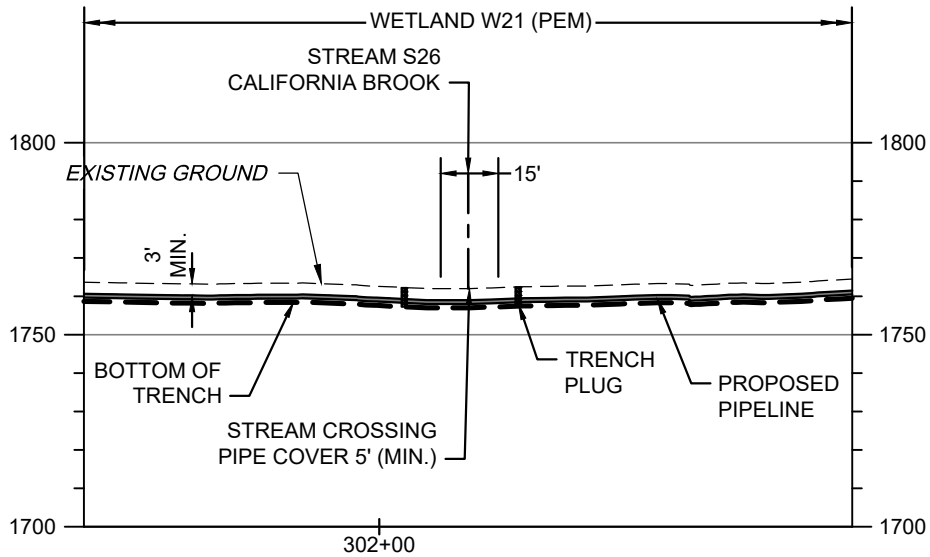 WETLAND W21 (PEM)
STREAM S26
CALIFORNIA BROOK
1800
1800
EXISTING GROUND
15'
3'
MIN.
1750
1750
BOTTOM OF
TRENCH
TRENCH
PLUG
PROPOSED
PIPELINE
STREAM CROSSING
PIPE COVER 5' (MIN.)
1700
1700
302+00